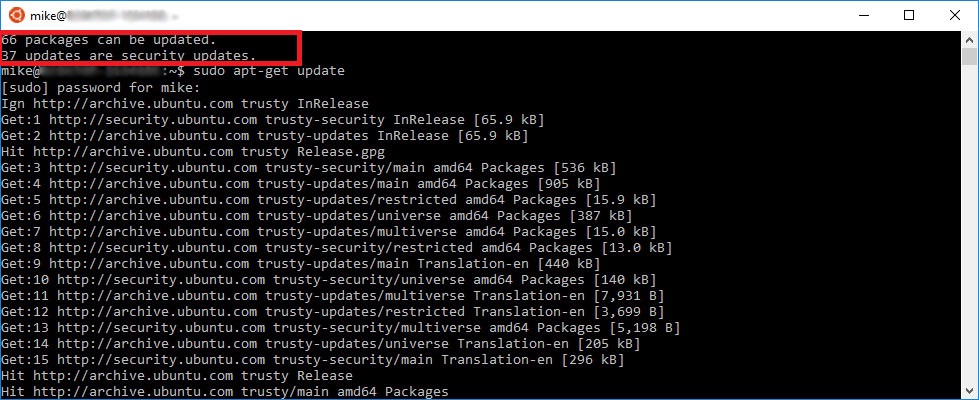 mike@
66 packages can be updated.
37 updates are security updates.
mike@ :~$ sudo apt-get update
[sudo] password for mike:
Ign http://archive.ubuntu.com trusty InRelease
Get:1 http://security.ubuntu.com trusty-security InRelease [65.9 kB]
Get:2 http://archive.ubuntu.com trusty-updates InRelease [65.9 kB]
Hit http://archive.ubuntu.com trusty Release.gpg
Get:3 http://security.ubuntu.com trusty-security/main amd64 Packages [536 kB]
Get:4 http://archive.ubuntu.com trusty-updates/main amd64 Packages [905 kB]
Get:5 http://archive.ubuntu.com trusty-updates/restricted amd64 Packages [15.9 kB]
Get:6 http://archive.ubuntu.com trusty-updates/universe amd64 Packages [387 kB]
Get:7 http://archive.ubuntu.com trusty-updates/multiverse amd64 Packages [15.0 kB]
Get:8 http://security.ubuntu.com trusty-security/restricted amd64 Packages [13.0 kB]
Get:9 http://archive.ubuntu.com trusty-updates/main Translation-en [440 kB]
Get:10 http://security.ubuntu.com trusty-security/universe amd64 Packages [140 kB]
Get:11 http://archive.ubuntu.com trusty-updates/multiverse Translation-en [7,931 B]
Get:12 http://archive.ubuntu.com trusty-updates/restricted Translation-en [3,699 B]
Get:13 http://security.ubuntu.com trusty-security/multiverse amd64 Packages [5,198 B]
Get:14 http://archive.ubuntu.com trusty-updates/universe Translation-en [205 kB]
Get:15 http://security.ubuntu.com trusty-security/main Translation-en [296 kB]
Hit http://archive.ubuntu.com trusty Release
Hit http://archive.ubuntu.com trusty/main amd64 Packages